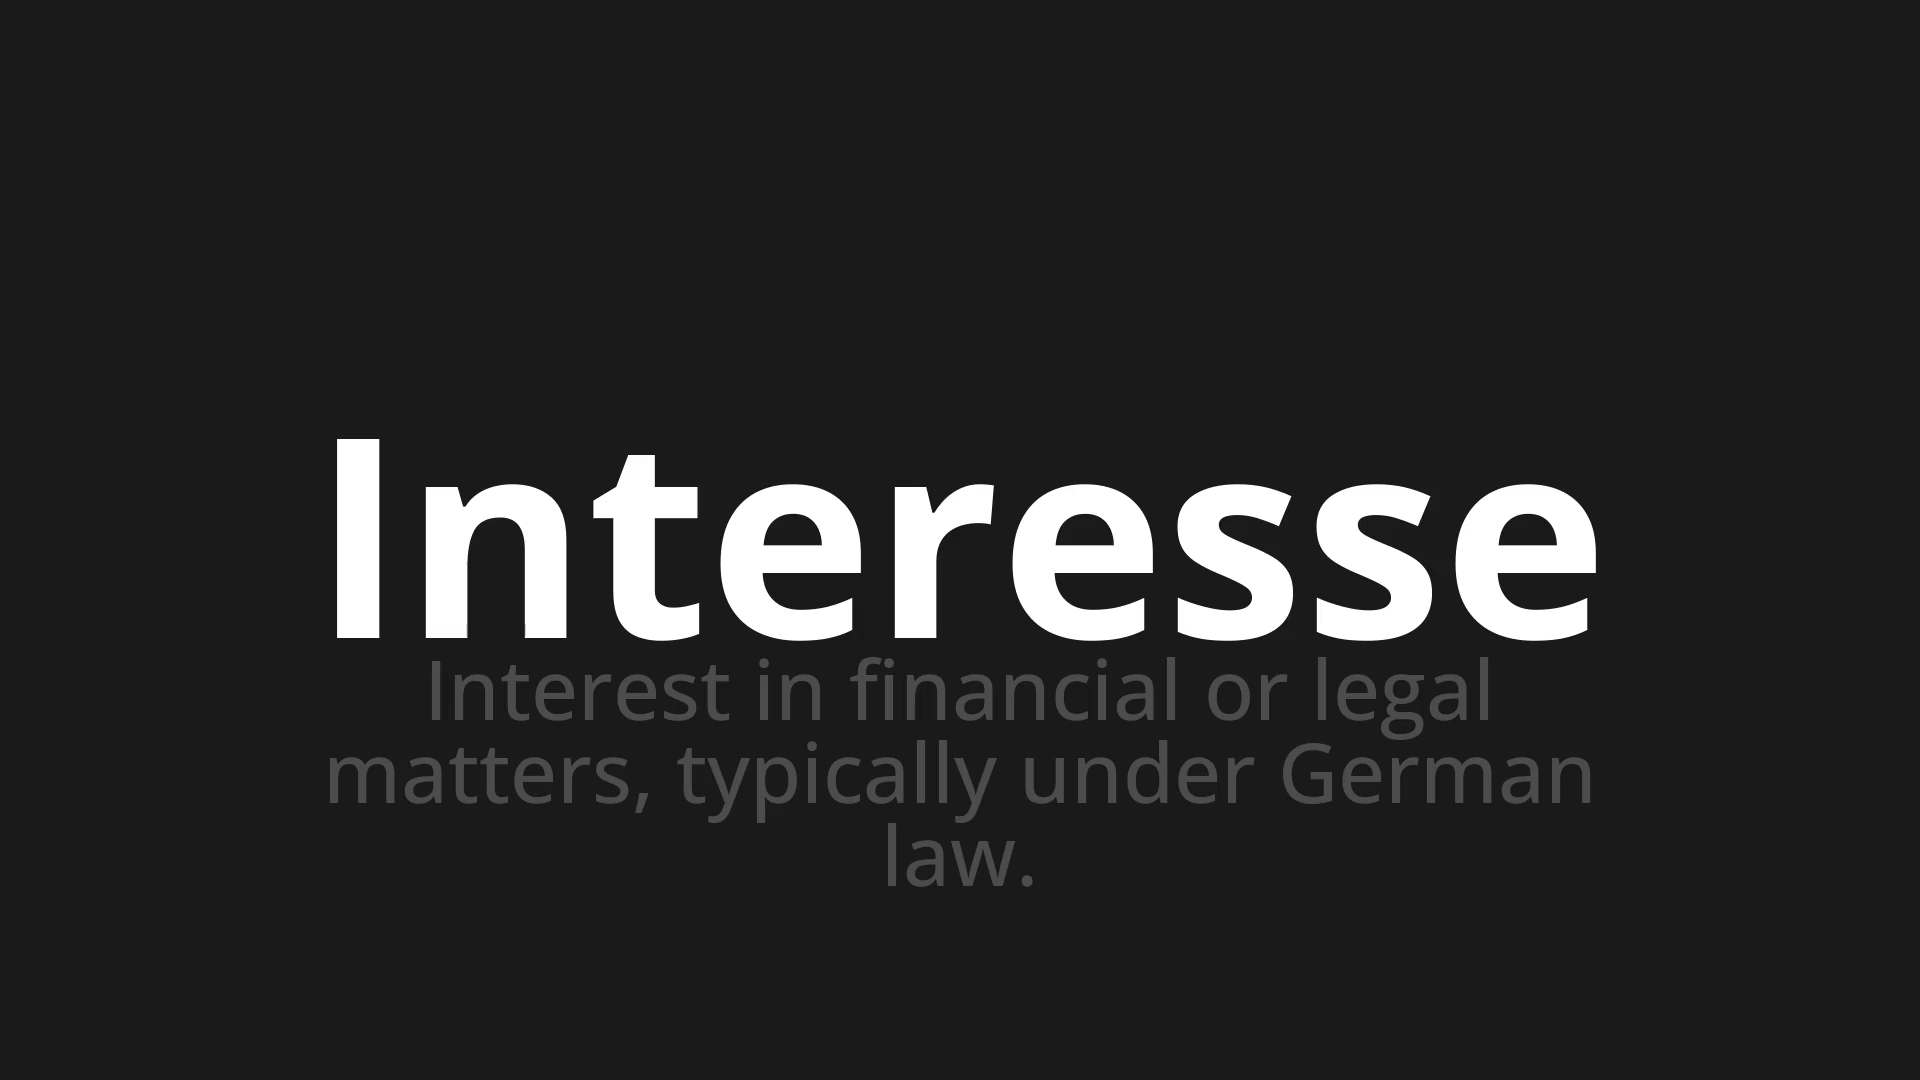 Interesse
Interest in financial or legal
matters, typically under German
law.